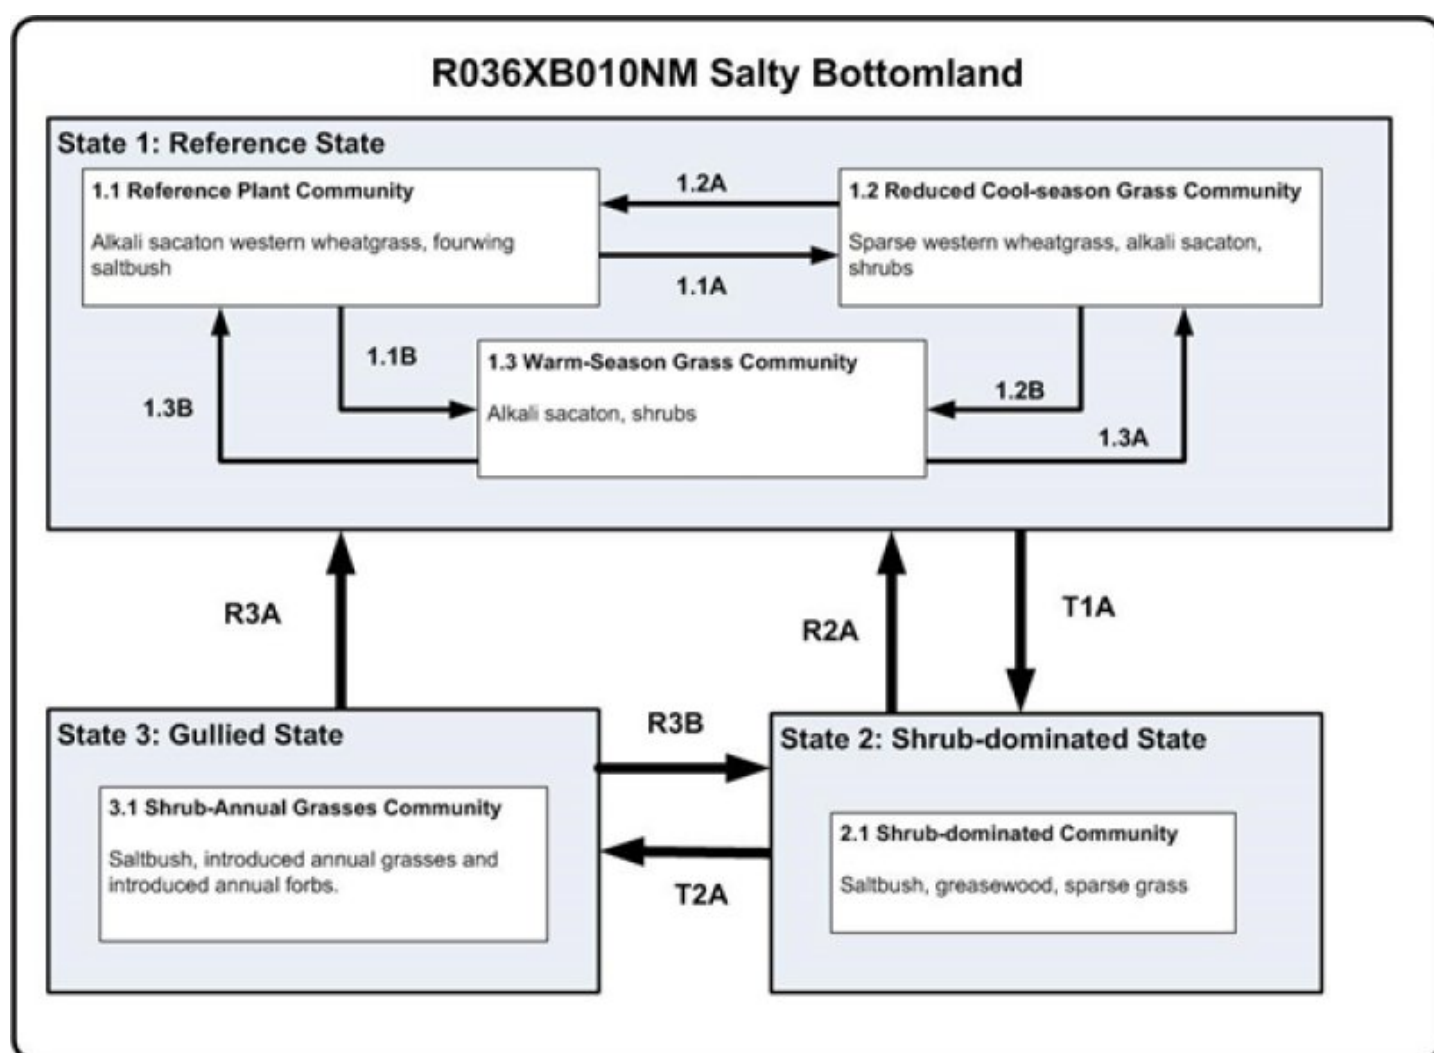 R036XB010NM Salty Bottomland
State 1: Reference State
1.1 Reference Plant Community
Alkali sacaton western wheatgrass, fourwing
saltbush
1.2A
1.1A
1.2 Reduced Cool-season Grass Community
Sparse western wheatgrass, alkali sacaton,
shrubs
1.1B
1.3B
1.3 Warm-Season Grass Community
Alkali sacaton, shrubs
1.2B
1.3A
R3A
R2A
T1A
State 3: Gullied State
3.1 Shrub-Annual Grasses Community
Saltbush, introduced annual grasses and
introduced annual forbs.
R3B
T2A
State 2: Shrub-dominated State
2.1 Shrub-dominated Community
Saltbush, greasewood, sparse grass